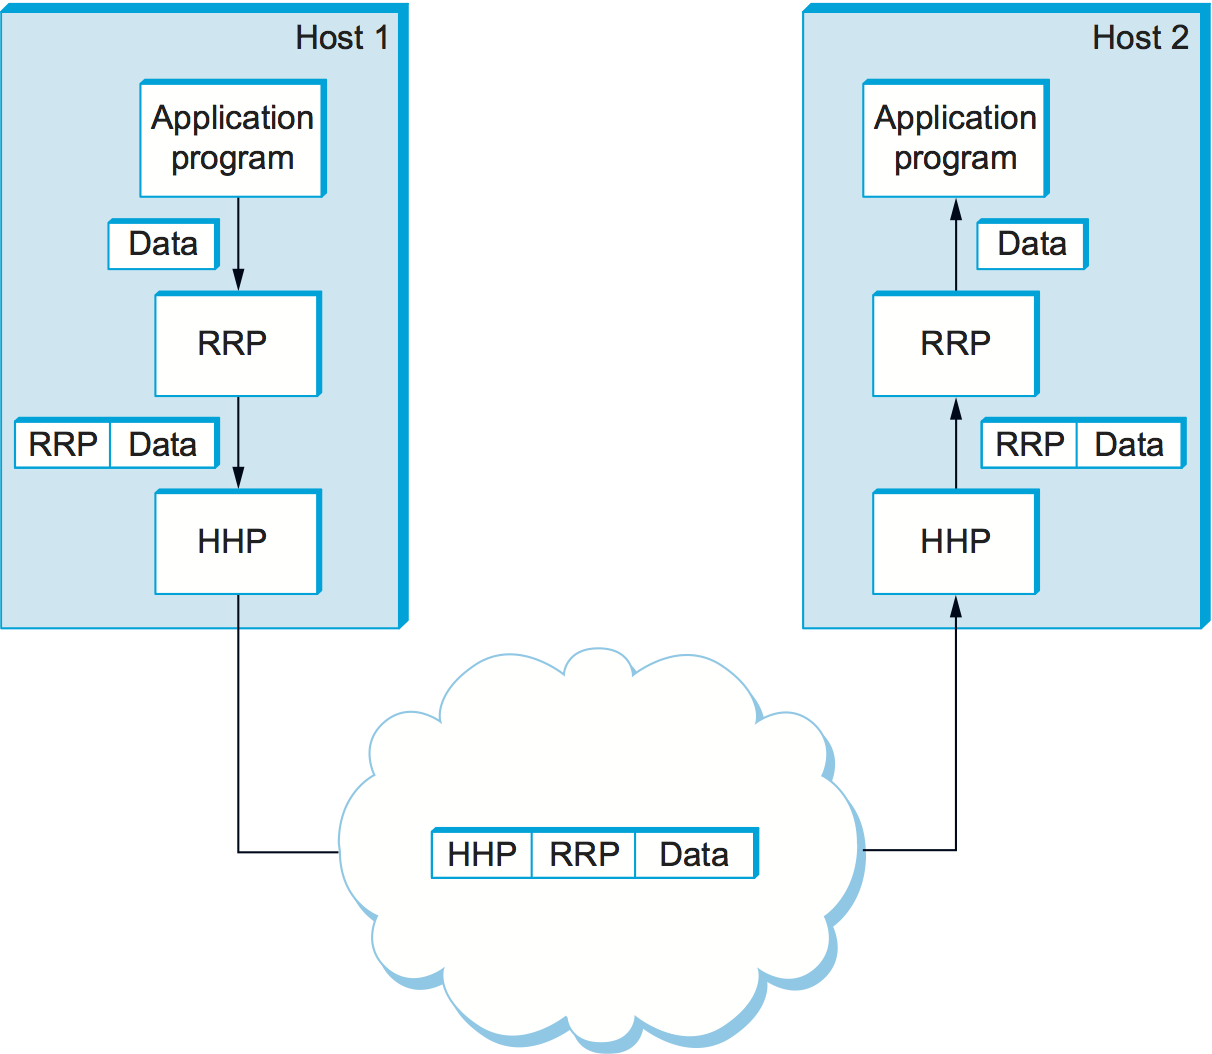 Host 1
Application
program
Data
RRP
RRP Data
HHP
Host 2
Application
program
Data
RRP
RRP Data
HHP
HHP RRP Data